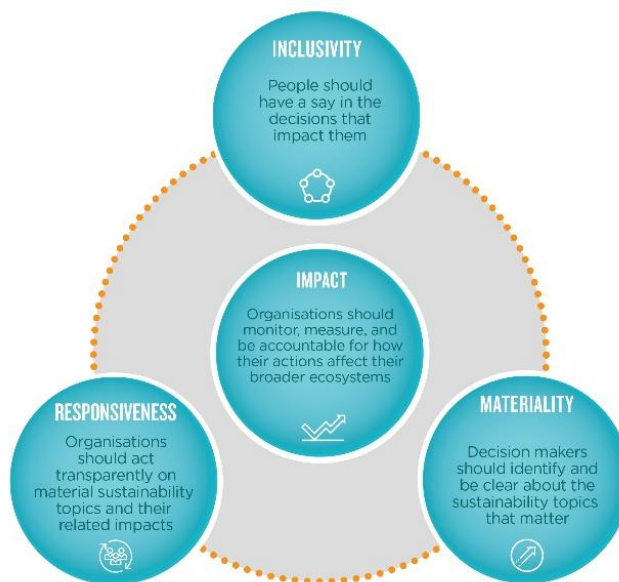 INCLUSIVITY
People should
have a say in the
decisions that
impact them
IMPACT
Organisations should
monitor, measure, and
be accountable for how
their actions affect their
broader ecosystems
RESPONSIVENESS
Organisations
should act
transparently on
material sustainability
topics and their
related impacts
MATERIALITY
Decision makers
should identify and
be clear about the
sustainability topics
that matter